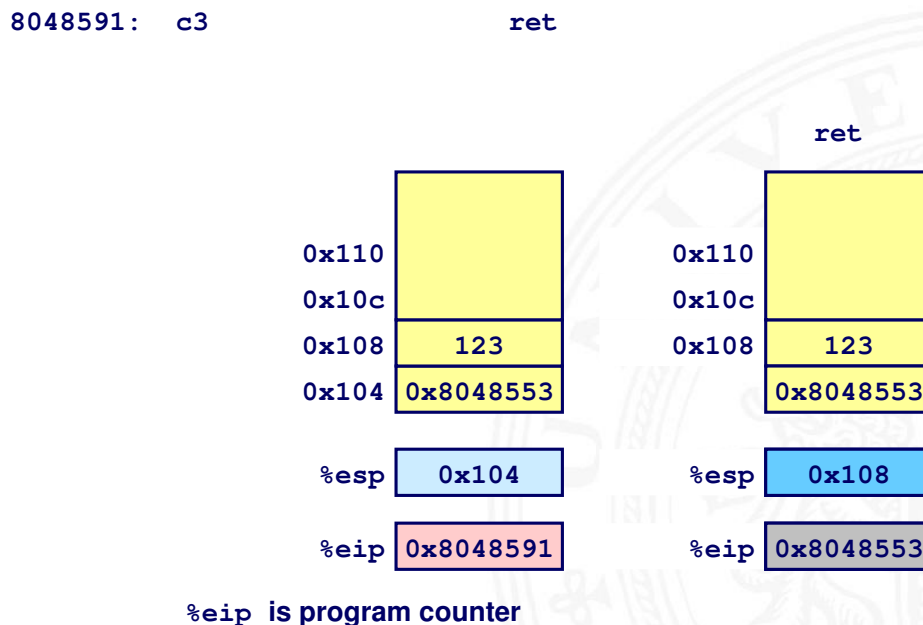 8048591: c3 ret
ret
0x110 0x110
0x10c 0x10c
0x108 123 0x108 123
0x104 0x8048553 0x8048553
%esp 0x104 %esp 0x108
%eip 0x8048591 %eip 0x8048553
%eip is program counter